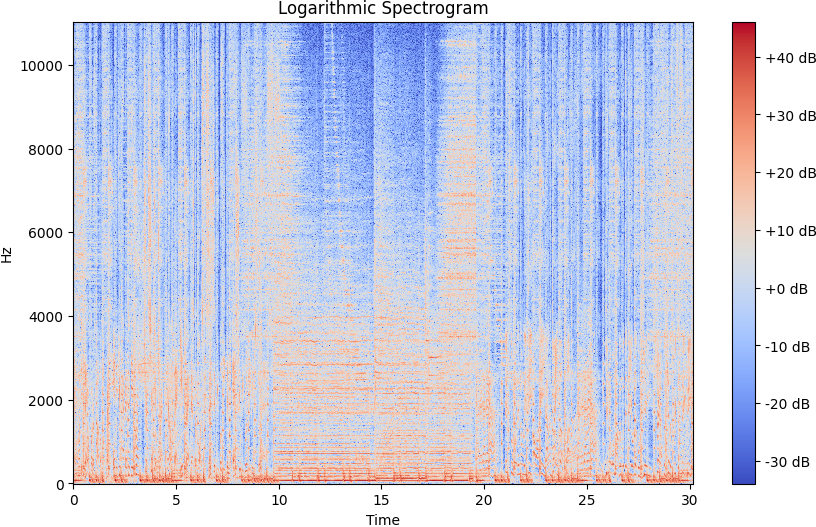 Logarithmic Spectrogram
Hz
10000
8000
6000
4000
2000
0
0 5 10 15 20 25 30
Time
+40 dB
+30 dB
+20 dB
+10 dB
+0 dB
-10 dB
-20 dB
-30 dB